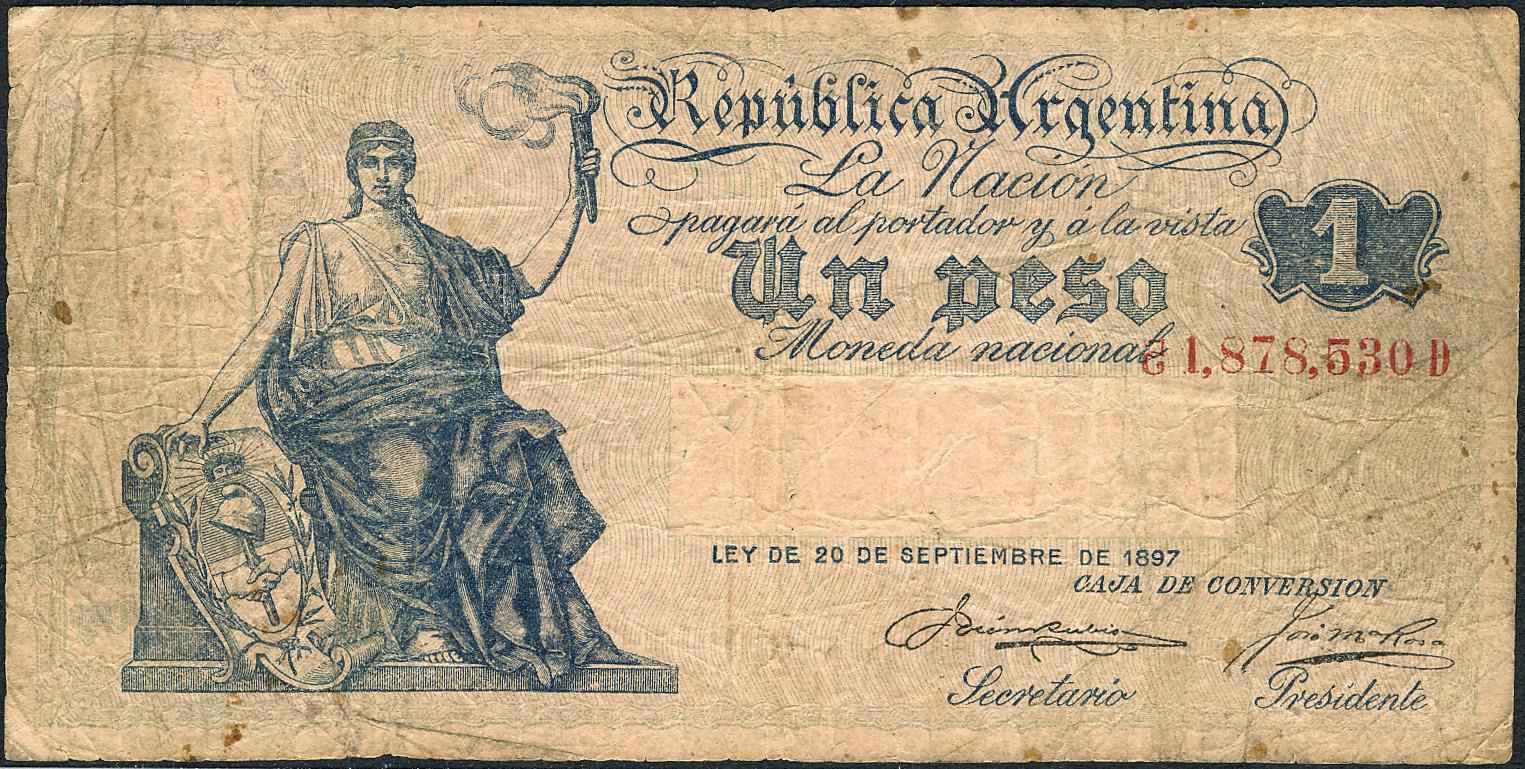 República Argentina
La Nación
pagará al portador y á la vista
1
Un peso
Moneda nacional
1,878,530 D
LEY DE 20 DE SEPTIEMBRE DE 1897
CAJA DE CONVERSION
Secretario
Presidente